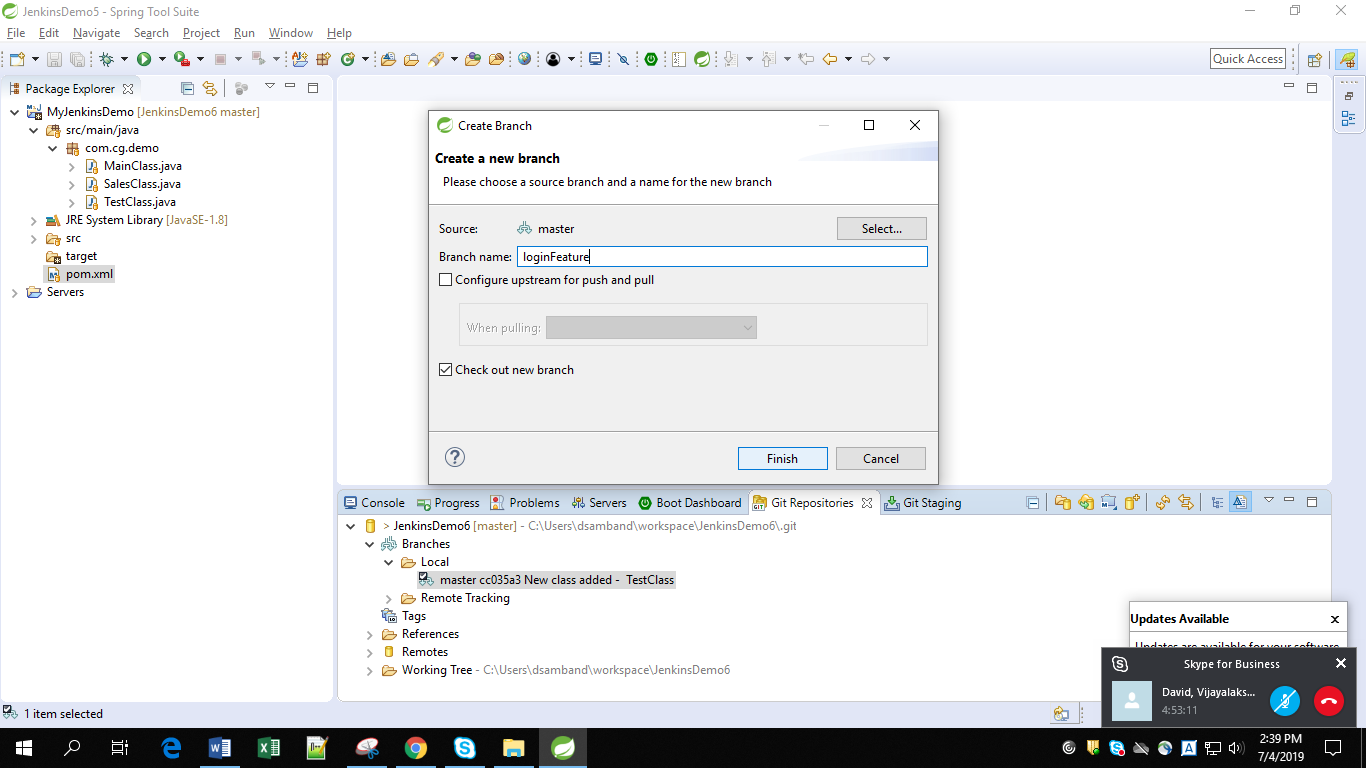 JenkinsDemo5 - Spring Tool Suite
File Edit Navigate Search Project Run Window Help
Quick Access
Package Explorer
MyJenkinsDemo [JenkinsDemo6 master]
src/main/java
com.cg.demo
MainClass.java
SalesClass.java
TestClass.java
JRE System Library [JavaSE-1.8]
src
target
pom.xml
Servers
Create Branch
Create a new branch
Please choose a source branch and a name for the new branch
Source: master Select...
Branch name: loginFeature
Configure upstream for push and pull
When pulling:
Check out new branch
Finish Cancel
Console Progress Problems Servers Boot Dashboard Git Repositories Git Staging
> JenkinsDemo6 [master] - C:\Users\dsamband\workspace\JenkinsDemo6\.git
Branches
Local
master cc035a3 New class added - TestClass
Remote Tracking
Tags
References
Remotes
Working Tree - C:\Users\dsamband\workspace\JenkinsDemo6
Updates Available
Updates are available for your software
Skype for Business
David, Vijayalaks...
4:53:11
1 item selected
2:39 PM
7/4/2019